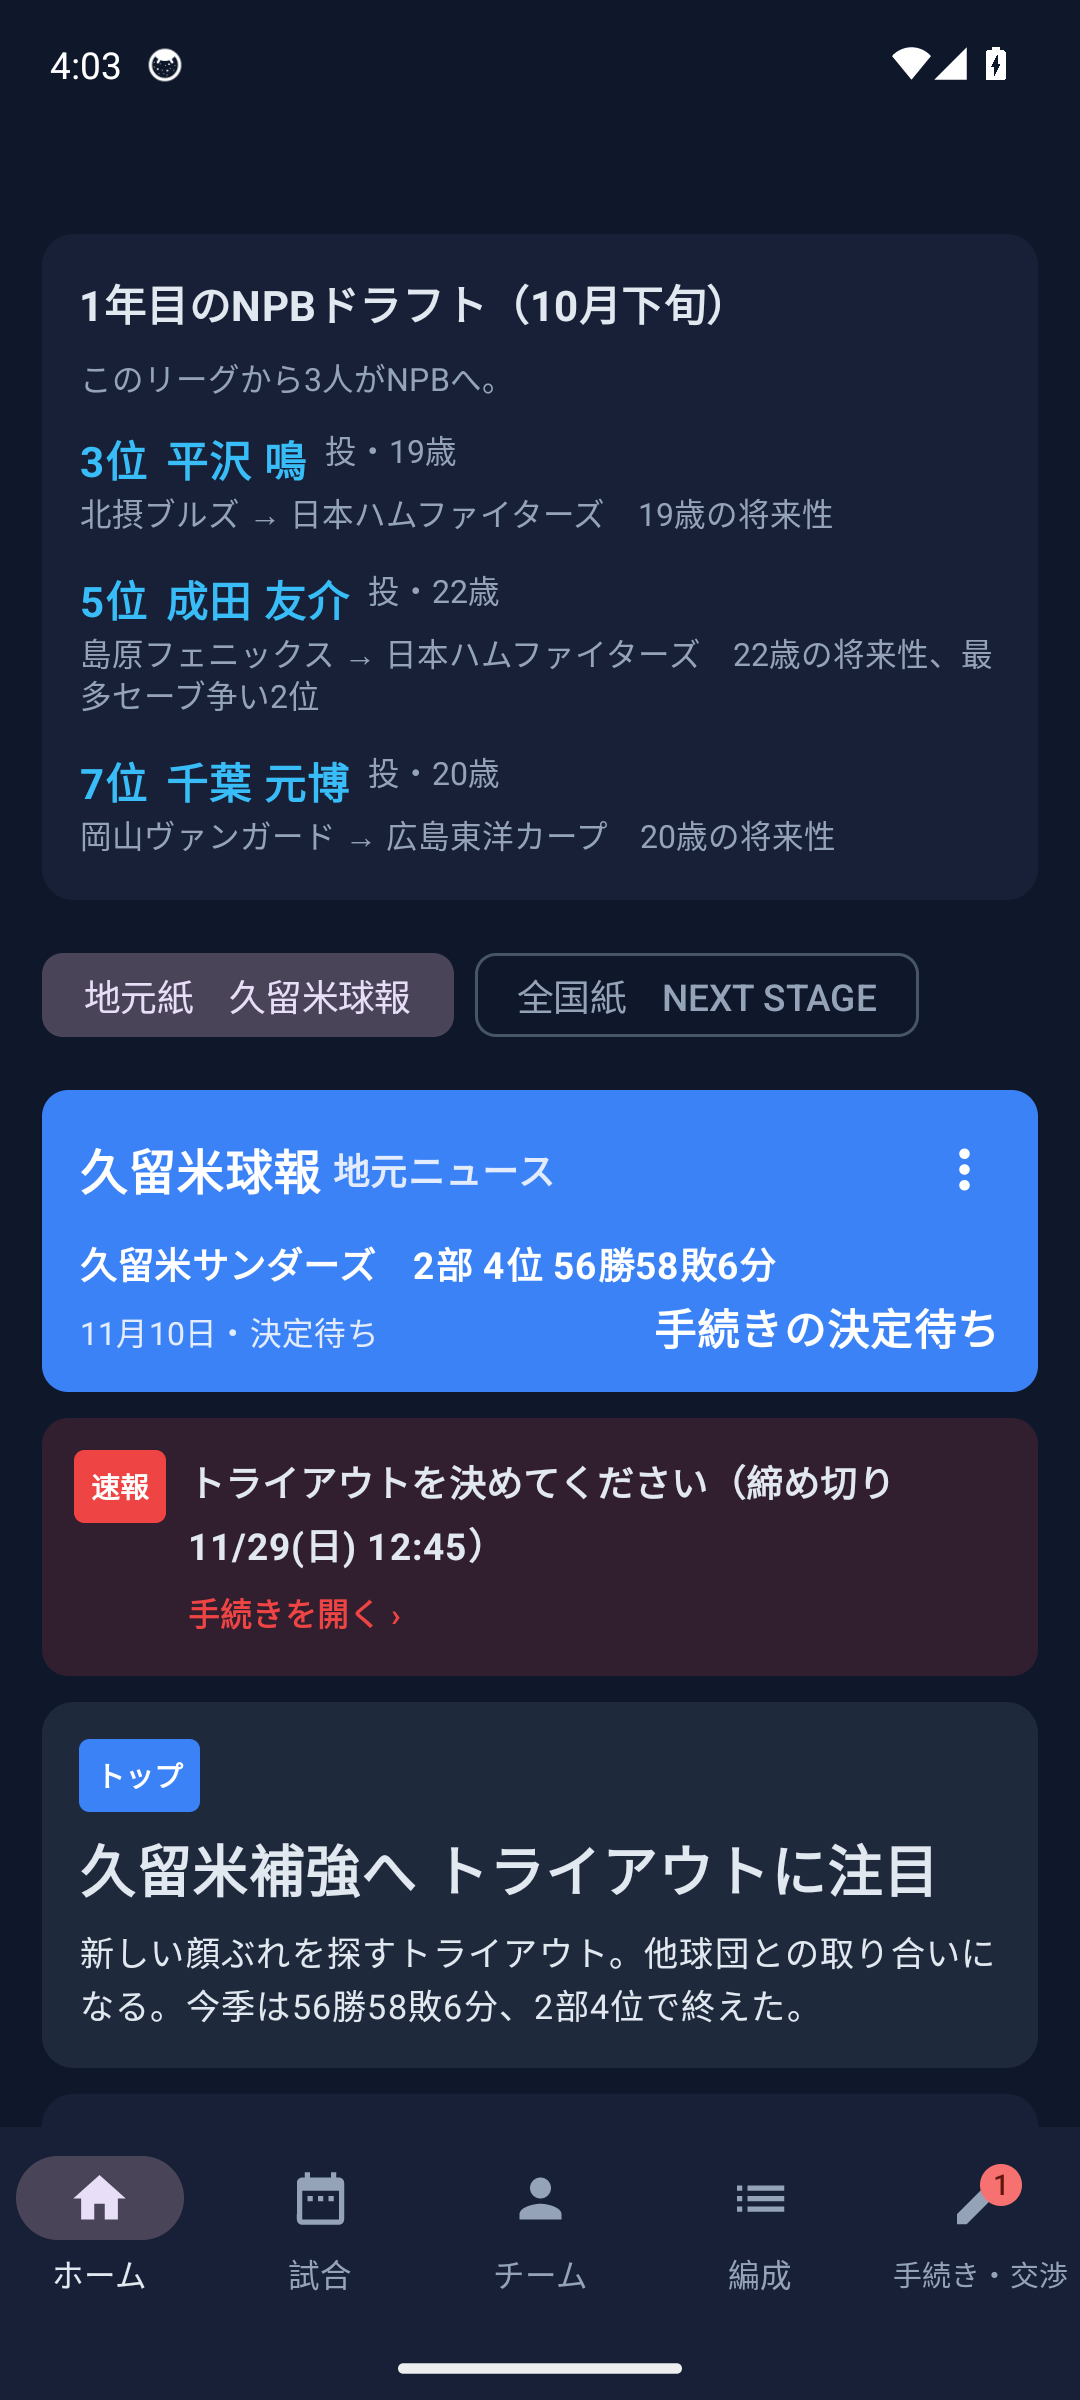 4:03
1年目のNPBドラフト（10月下旬）
このリーグから3人がNPBへ。
3位 平沢 鳴 投・19歳
北摂ブルズ → 日本ハムファイターズ　19歳の将来性
5位 成田 友介 投・22歳
島原フェニックス → 日本ハムファイターズ　22歳の将来性、最
多セーブ争い2位
7位 千葉 元博 投・20歳
岡山ヴァンガード → 広島東洋カープ　20歳の将来性
地元紙　久留米球報
全国紙　NEXT STAGE
久留米球報 地元ニュース
久留米サンダーズ　2部 4位 56勝58敗6分
11月10日・決定待ち
手続きの決定待ち
速報
トライアウトを決めてください（締め切り
11/29(日) 12:45）
手続きを開く ›
トップ
久留米補強へ トライアウトに注目
新しい顔ぶれを探すトライアウト。他球団との取り合いに
なる。今季は56勝58敗6分、2部4位で終えた。
1
ホーム
試合
チーム
編成
手続き・交渉